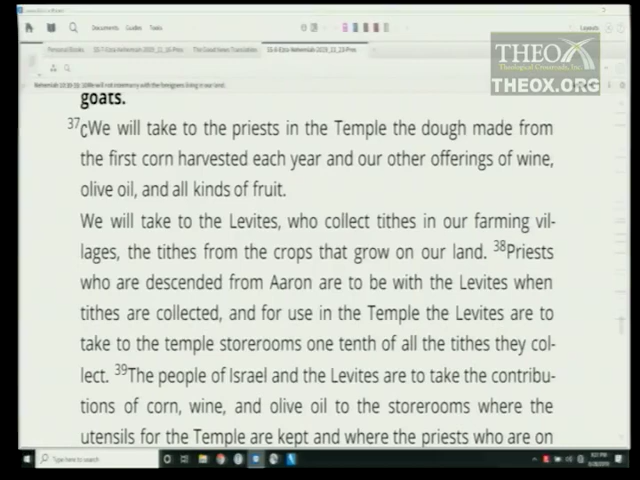 Documents Guides Tools Layouts
Personal Books
The Good News Translation
THEOX
Theological Crossroads, Inc.
THEOX.ORG
goats.
37cWe will take to the priests in the Temple the dough made from
the first corn harvested each year and our other offerings of wine,
olive oil, and all kinds of fruit.
We will take to the Levites, who collect tithes in our farming vil-
lages, the tithes from the crops that grow on our land. 38Priests
who are descended from Aaron are to be with the Levites when
tithes are collected, and for use in the Temple the Levites are to
take to the temple storerooms one tenth of all the tithes they col-
lect. 39The people of Israel and the Levites are to take the contribu-
tions of corn, wine, and olive oil to the storerooms where the
utensils for the Temple are kept and where the priests who are on
Type here to search